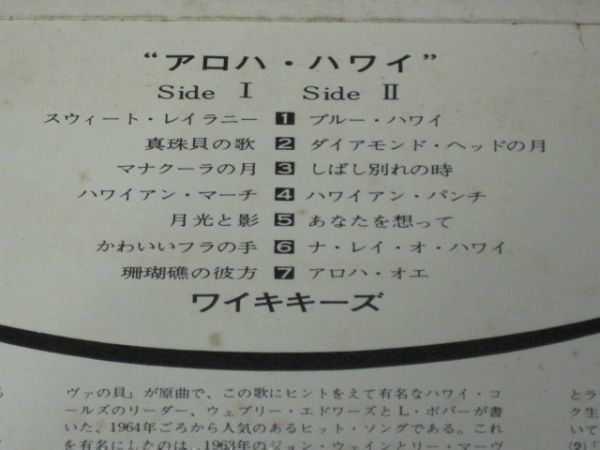 “アロハ・ハワイ”
Side I Side II
スウィート・レイラニー 1 ブルー・ハワイ
真珠貝の歌 2 ダイアモンド・ヘッドの月
マナクーラの月 3 しばし別れの時
ハワイアン・マーチ 4 ハワイアン・パンチ
月光と影 5 あなたを想って
かわいいフラの手 6 ナ・レイ・オ・ハワイ
珊瑚礁の彼方 7 アロハ・オエ
ワイキキーズ
ヴァの貝」が原曲で、この歌にヒントをえて有名なハワイ・コ
ールズのリーダー、ウェブリー・エドワーズとL・ポバーが書
いた、1964年ごろから人気のあるヒット・ソングである。これ
を有名にしたのは、1963年のジョン・ウェインとリー・マーヴ
とラ
ク生
いて
(2)「